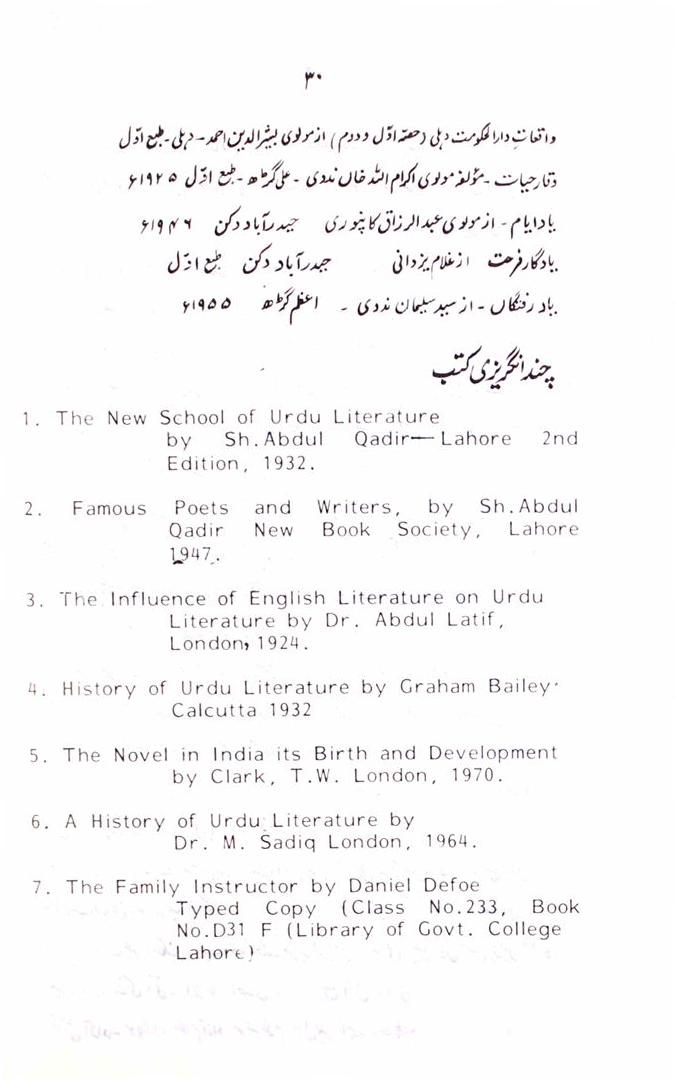 ۳۰
واقعاتِ دارالحکومت دہلی (حصّہ اوّل و دوم) از مولوی بشیرالدین احمد۔ دہلی۔ طبع اوّل
وقارِ حیات ۔ مؤلفہ مولوی اکرام اللہ خاں ندوی ۔ علی گڑھ ۔ طبع اوّل ۱۹۲۵ء
یادِ ایام ۔ از مولوی عبدالرزاق کانپوری حیدرآباد دکن ۱۹۴۶ء
یادگارِ فرحت از غلام یزدانی حیدرآباد دکن طبع اوّل
یادِ رفتگاں ۔ از سید سلیمان ندوی ۔ اعظم گڑھ ۱۹۵۵ء
چند انگریزی کتب
1. The New School of Urdu Literature
by Sh.Abdul Qadir—Lahore 2nd
Edition, 1932.
2. Famous Poets and Writers, by Sh.Abdul
Qadir New Book Society, Lahore
1947.
3. The Influence of English Literature on Urdu
Literature by Dr. Abdul Latif,
London, 1924.
4. History of Urdu Literature by Graham Bailey
Calcutta 1932
5. The Novel in India its Birth and Development
by Clark, T.W. London, 1970.
6. A History of Urdu Literature by
Dr. M. Sadiq London, 1964.
7. The Family Instructor by Daniel Defoe
Typed Copy (Class No.233, Book
No.D31 F (Library of Govt. College
Lahore)